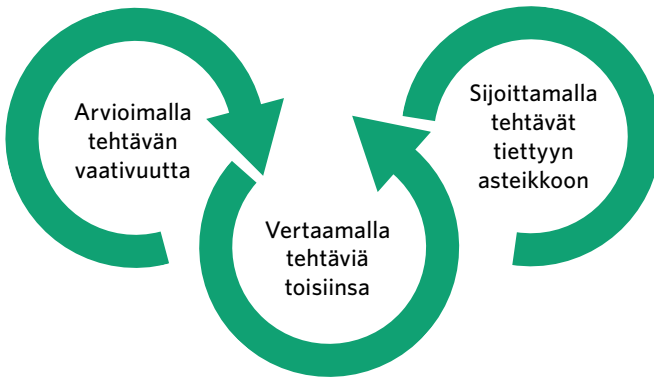 Arvioimalla
tehtävän
vaativuutta
Vertaamalla
tehtäviä
toisiinsa
Sijoittamalla
tehtävät
tiettyyn
asteikkoon